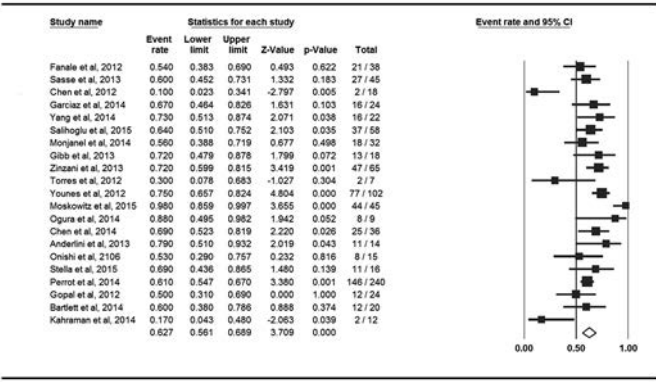 Study name Statistics for each study Event rate and 95% CI
Event rate Lower limit Upper limit Z-Value p-Value Total
Fanale et al, 2012 0.540 0.383 0.690 0.493 0.622 21 / 38
Sasse et al, 2013 0.600 0.452 0.731 1.332 0.183 27 / 45
Chen et al, 2012 0.100 0.023 0.341 -2.797 0.005 2 / 18
Garciaz et al, 2014 0.670 0.464 0.826 1.631 0.103 16 / 24
Yang et al, 2014 0.730 0.513 0.874 2.071 0.038 16 / 22
Salihoglu et al, 2015 0.640 0.510 0.752 2.103 0.035 37 / 58
Monjanel et al, 2014 0.560 0.388 0.719 0.677 0.498 18 / 32
Gibb et al, 2013 0.720 0.479 0.878 1.799 0.072 13 / 18
Zinzani et al, 2013 0.720 0.599 0.815 3.419 0.001 47 / 65
Torres et al, 2012 0.300 0.078 0.683 -1.027 0.304 2 / 7
Younes et al, 2012 0.750 0.657 0.824 4.804 0.000 77 / 102
Moskowitz et al, 2015 0.980 0.859 0.997 3.655 0.000 44 / 45
Ogura et al, 2014 0.880 0.495 0.982 1.942 0.052 8 / 9
Chen et al, 2014 0.690 0.523 0.819 2.220 0.026 25 / 36
Anderlini et al, 2013 0.790 0.510 0.932 2.019 0.043 11 / 14
Onishi et al, 2106 0.530 0.290 0.757 0.232 0.816 8 / 15
Stella et al, 2015 0.690 0.436 0.865 1.480 0.139 11 / 16
Perrot et al, 2014 0.610 0.547 0.670 3.380 0.001 146 / 240
Gopal et al, 2012 0.500 0.310 0.690 0.000 1.000 12 / 24
Bartlett et al, 2014 0.600 0.380 0.786 0.888 0.374 12 / 20
Kahraman et al, 2014 0.170 0.043 0.480 -2.063 0.039 2 / 12
0.627 0.561 0.689 3.709 0.000
0.00 0.50 1.00